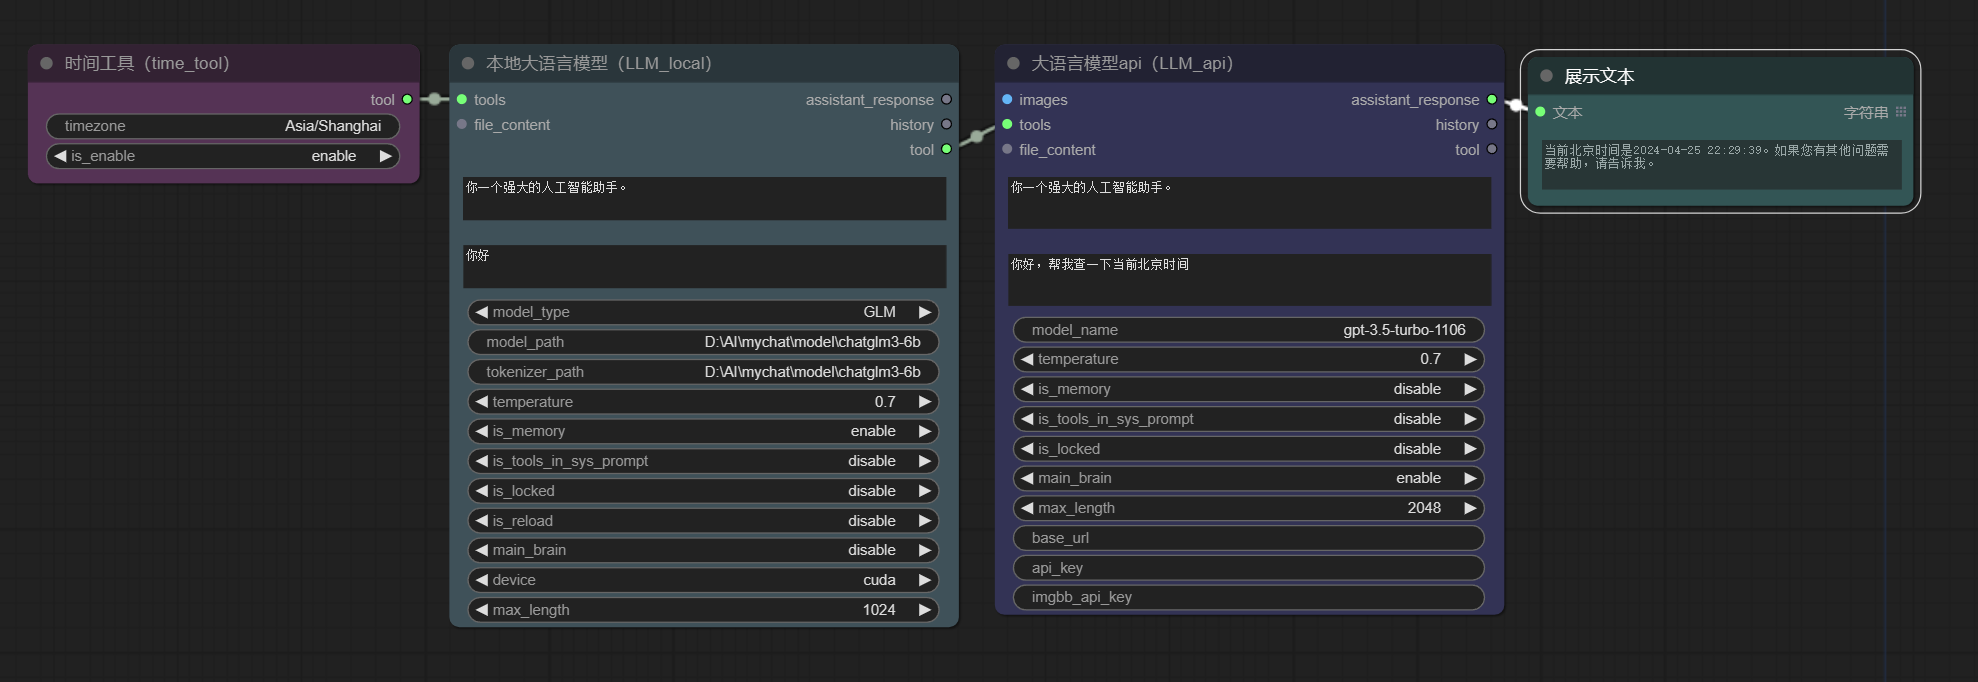 时间工具（time_tool）
tool
timezone Asia/Shanghai
is_enable enable
本地大语言模型（LLM_local）
tools assistant_response
file_content history
tool
你一个强大的人工智能助手。
你好
model_type GLM
model_path D:\AI\mychat\model\chatglm3-6b
tokenizer_path D:\AI\mychat\model\chatglm3-6b
temperature 0.7
is_memory enable
is_tools_in_sys_prompt disable
is_locked disable
is_reload disable
main_brain disable
device cuda
max_length 1024
大语言模型api（LLM_api）
images assistant_response
tools history
file_content tool
你一个强大的人工智能助手。
你好，帮我查一下当前北京时间
model_name gpt-3.5-turbo-1106
temperature 0.7
is_memory disable
is_tools_in_sys_prompt disable
is_locked disable
main_brain enable
max_length 2048
base_url
api_key
imgbb_api_key
展示文本
文本 字符串
当前北京时间是2024-04-25 22:29:39。如果您有其他问题需
要帮助，请告诉我。